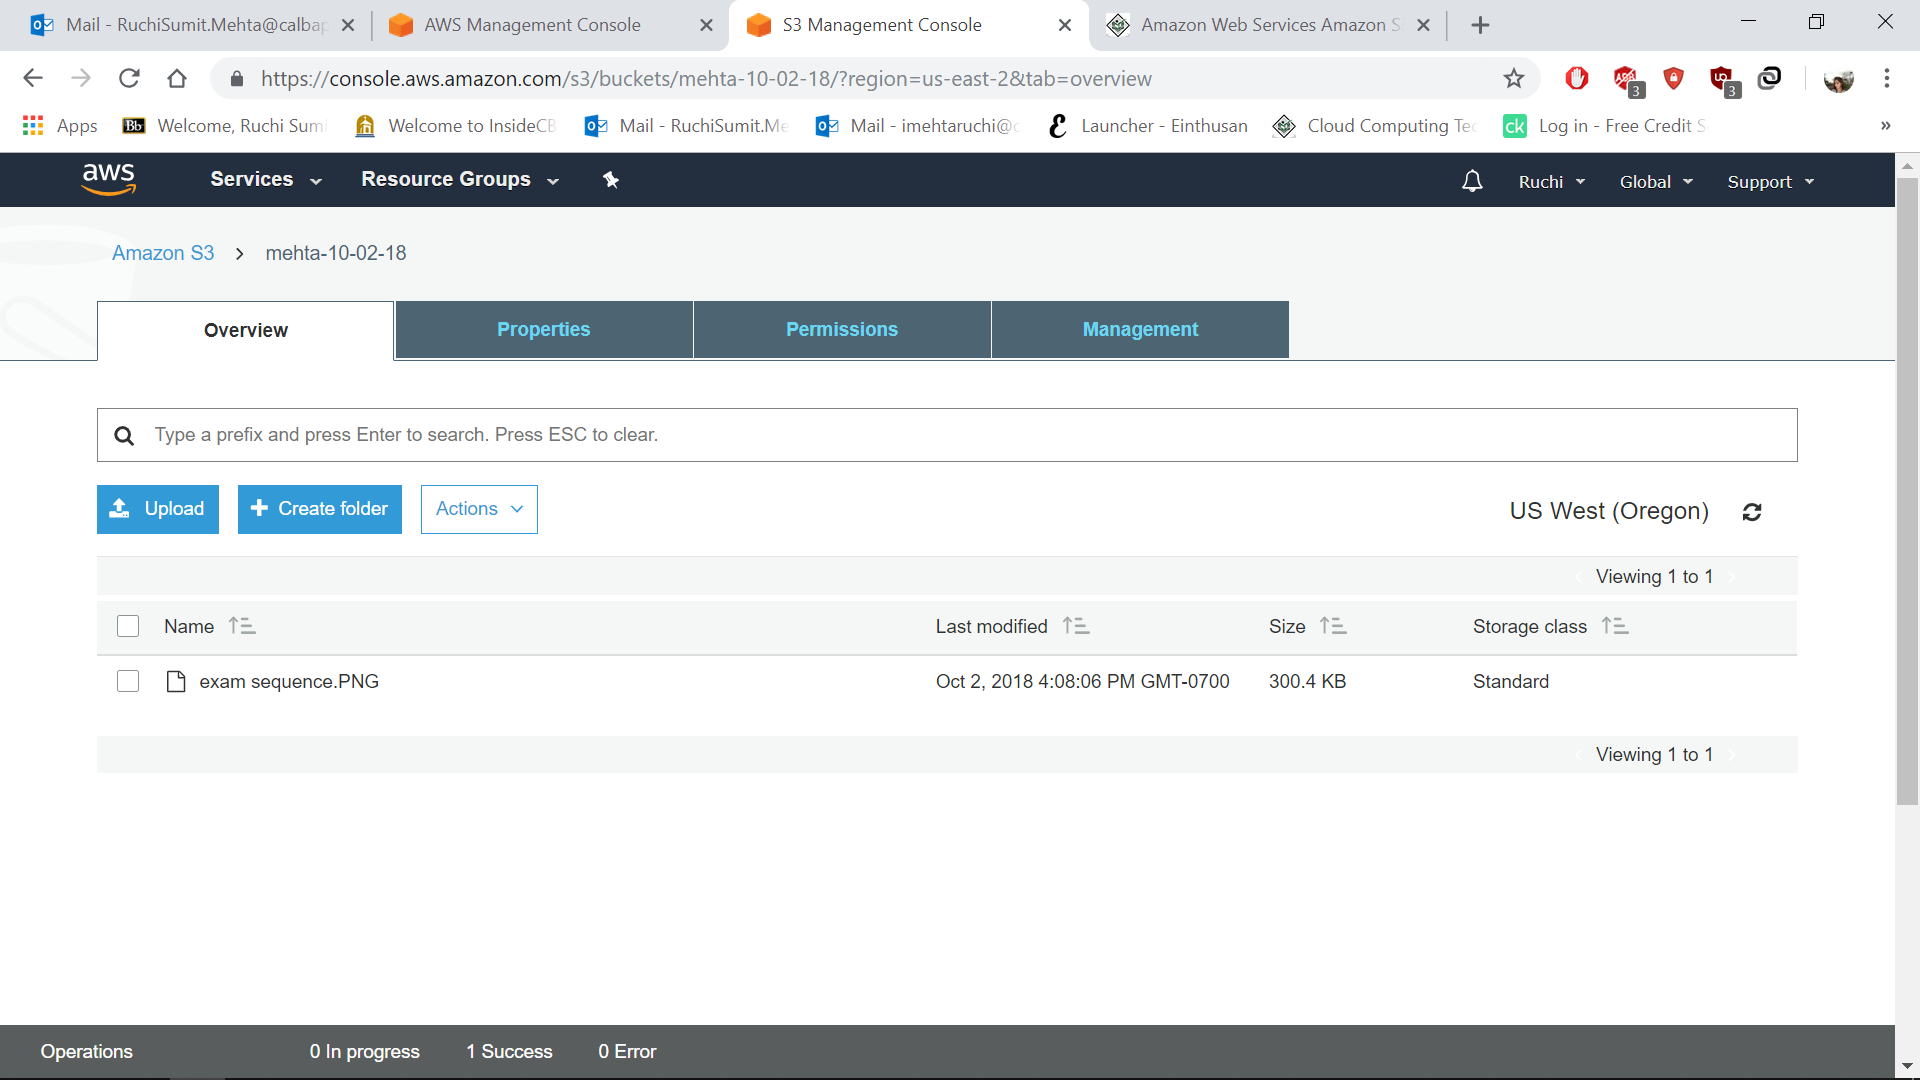 Mail - RuchiSumit.Mehta@calbap
AWS Management Console
S3 Management Console
Amazon Web Services Amazon S
https://console.aws.amazon.com/s3/buckets/mehta-10-02-18/?region=us-east-2&tab=overview
3
3
Apps
Bb Welcome, Ruchi Sum
Welcome to InsideCB
Mail - RuchiSumit.Me
Mail - imehtaruchi@
Launcher - Einthusan
Cloud Computing Tec
ck Log in - Free Credit S
aws Services Resource Groups Ruchi Global Support
Amazon S3 > mehta-10-02-18
Overview Properties Permissions Management
Type a prefix and press Enter to search. Press ESC to clear.
Upload + Create folder Actions US West (Oregon)
Viewing 1 to 1
Name Last modified Size Storage class
exam sequence.PNG Oct 2, 2018 4:08:06 PM GMT-0700 300.4 KB Standard
Viewing 1 to 1
Operations 0 In progress 1 Success 0 Error